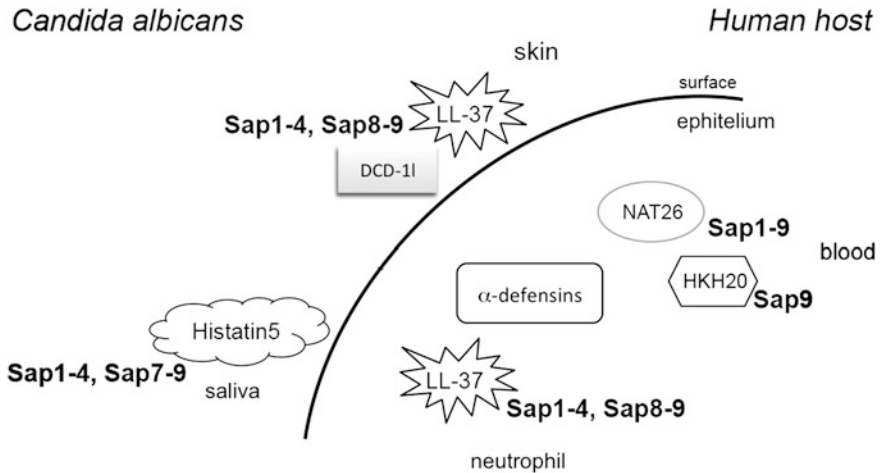 Candida albicans
Human host
skin
surface
ephitelium
Sap1-4, Sap8-9
LL-37
DCD-1l
NAT26
Sap1-9
blood
HKH20
Sap9
α-defensins
Histatin5
Sap1-4, Sap7-9
saliva
LL-37
Sap1-4, Sap8-9
neutrophil